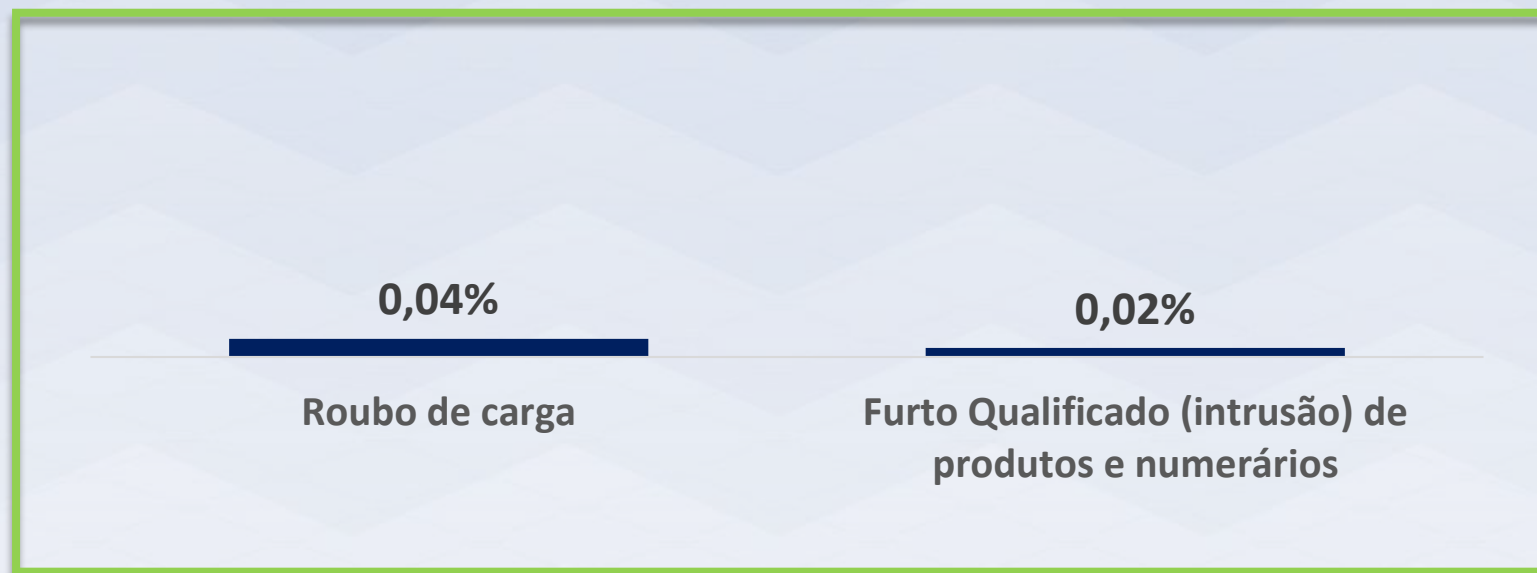 0,04%
0,02%
Roubo de carga
Furto Qualificado (intrusão) de
produtos e numerários